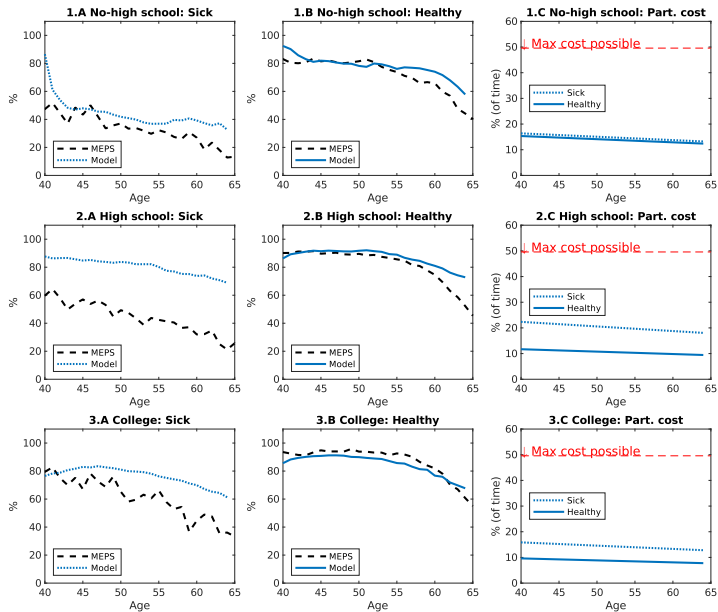 1.A No-high school: Sick
1.B No-high school: Healthy
1.C No-high school: Part. cost
100
80
60
40
20
0
%
MEPS
Model
40 45 50 55 60 65
Age
100
80
60
40
20
0
%
MEPS
Model
40 45 50 55 60 65
Age
60
50
40
30
20
10
0
% (of time)
↓ Max cost possible
Sick
Healthy
40 45 50 55 60 65
Age
2.A High school: Sick
2.B High school: Healthy
2.C High school: Part. cost
100
80
60
40
20
0
%
MEPS
Model
40 45 50 55 60 65
Age
100
80
60
40
20
0
%
MEPS
Model
40 45 50 55 60 65
Age
60
50
40
30
20
10
0
% (of time)
↓ Max cost possible
Sick
Healthy
40 45 50 55 60 65
Age
3.A College: Sick
3.B College: Healthy
3.C College: Part. cost
100
80
60
40
20
0
%
MEPS
Model
40 45 50 55 60 65
Age
100
80
60
40
20
0
%
MEPS
Model
40 45 50 55 60 65
Age
60
50
40
30
20
10
0
% (of time)
↓ Max cost possible
Sick
Healthy
40 45 50 55 60 65
Age